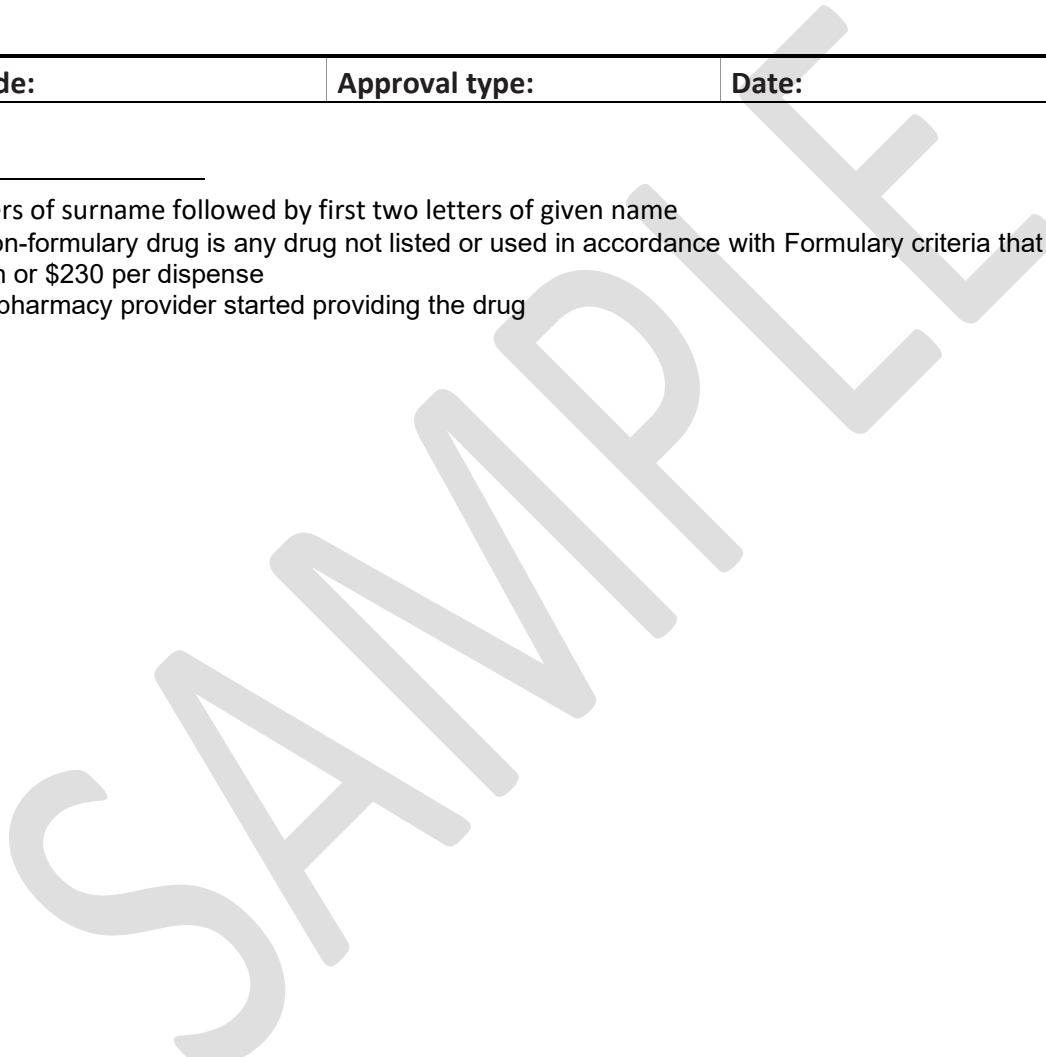 de: Approval type: Date:
ers of surname followed by first two letters of given name
on-formulary drug is any drug not listed or used in accordance with Formulary criteria that
n or $230 per dispense
pharmacy provider started providing the drug
SAMPLE